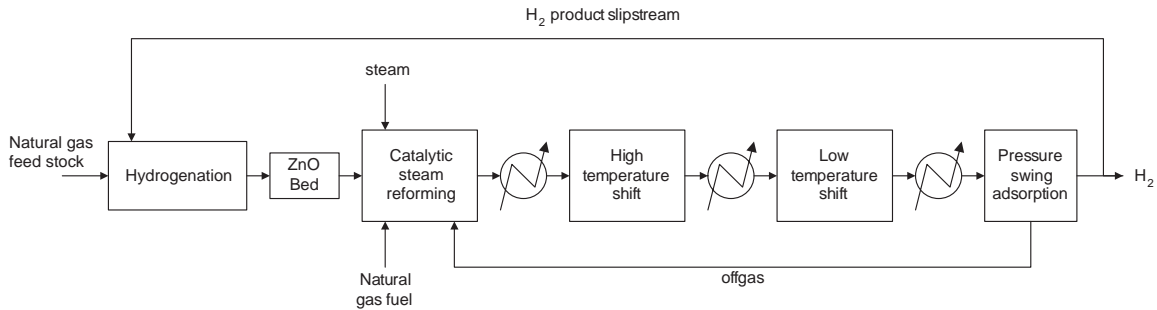 H2 product slipstream
steam
Natural gas
feed stock
Hydrogenation
ZnO
Bed
Catalytic
steam
reforming
High
temperature
shift
Low
temperature
shift
Pressure
swing
adsorption
H2
Natural
gas fuel
offgas